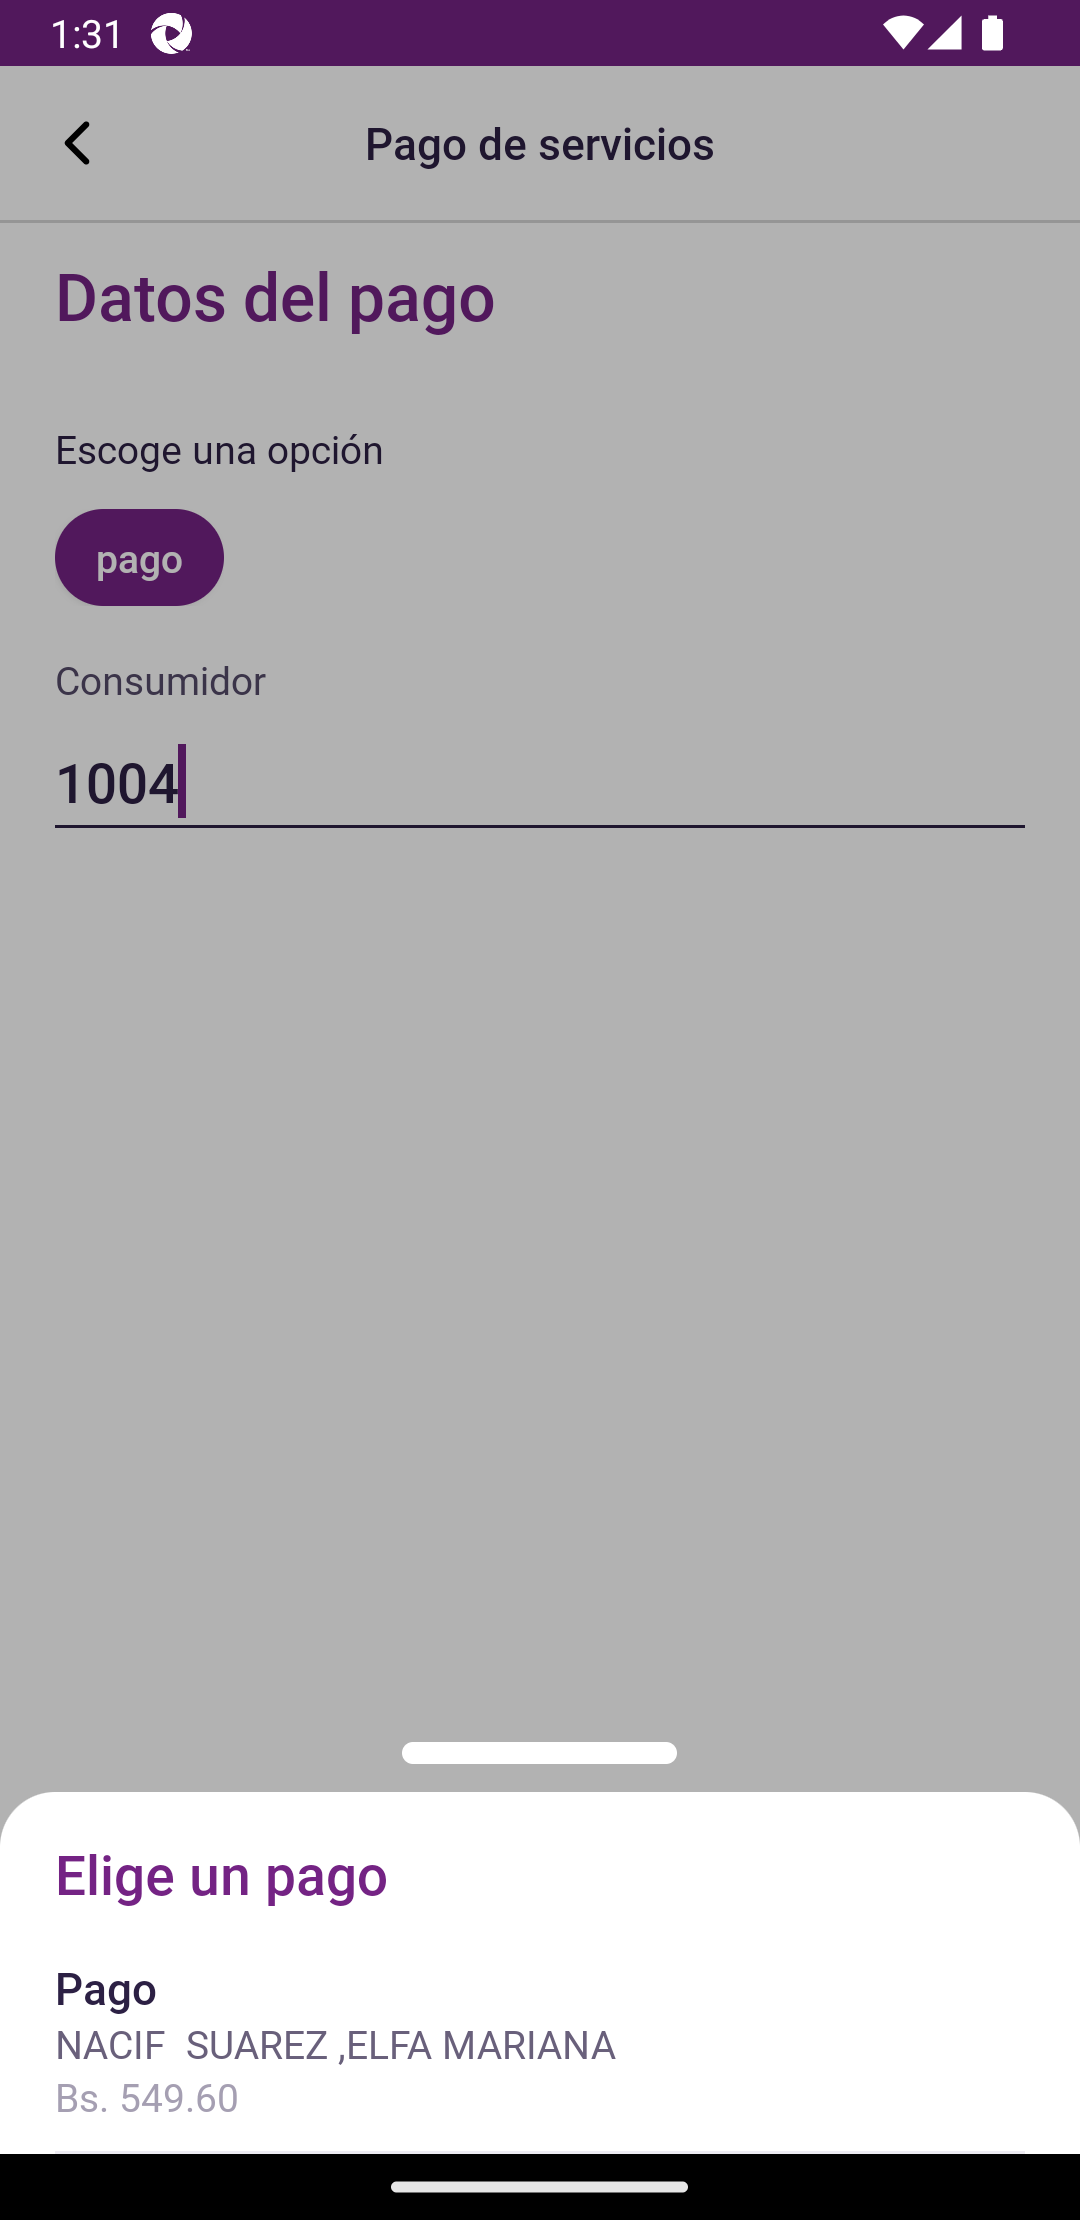 1:31
Pago de servicios
Datos del pago
Escoge una opción
pago
Consumidor
1004
Elige un pago
Pago
NACIF  SUAREZ ,ELFA MARIANA
Bs. 549.60